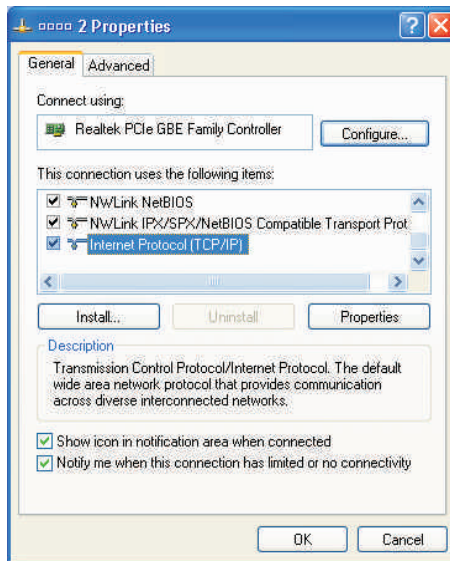 2 Properties
General
Advanced
Connect using:
Realtek PCIe GBE Family Controller
Configure...
This connection uses the following items:
NWLink NetBIOS
NWLink IPX/SPX/NetBIOS Compatible Transport Prot
Internet Protocol (TCP/IP)
Install...
Uninstall
Properties
Description
Transmission Control Protocol/Internet Protocol. The default
wide area network protocol that provides communication
across diverse interconnected networks.
Show icon in notification area when connected
Notify me when this connection has limited or no connectivity
OK
Cancel